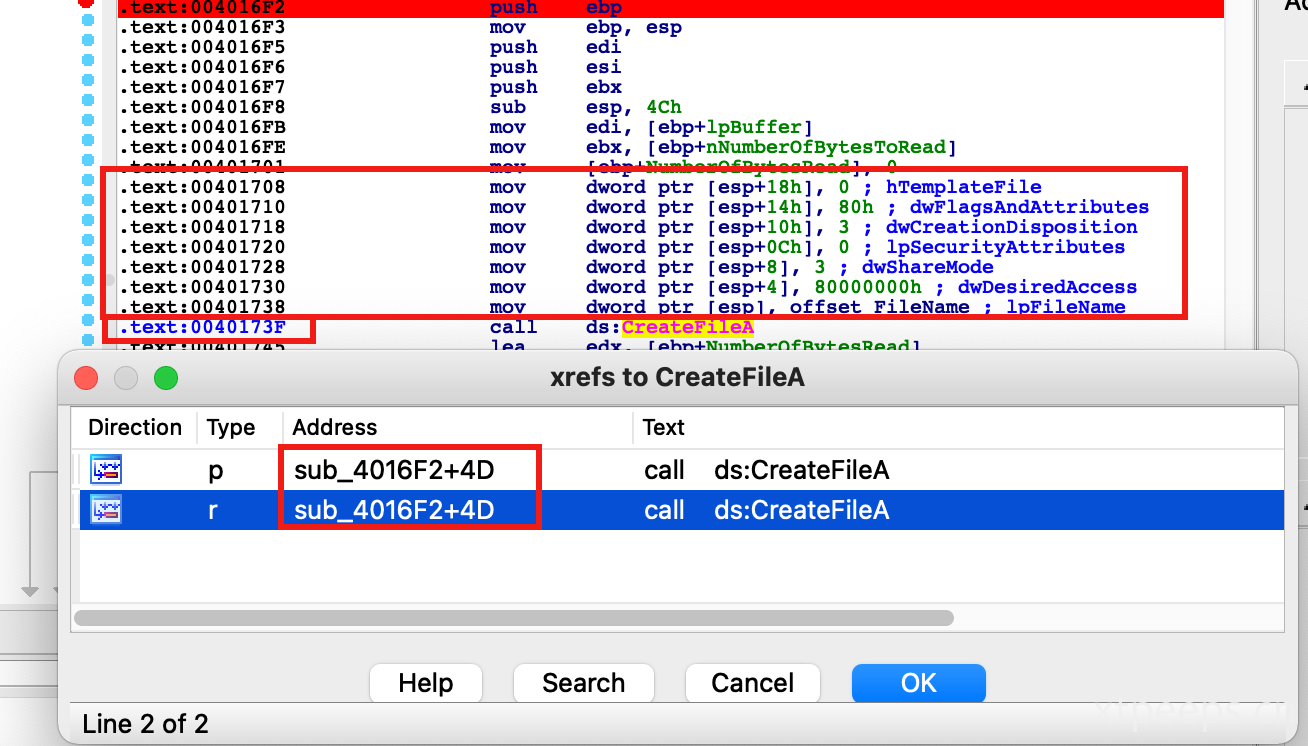 .text:004016F2 push ebp
.text:004016F3 mov ebp, esp
.text:004016F5 push edi
.text:004016F6 push esi
.text:004016F7 push ebx
.text:004016F8 sub esp, 4Ch
.text:004016FB mov edi, [ebp+lpBuffer]
.text:004016FE mov ebx, [ebp+nNumberOfBytesToRead]
.text:00401701 mov [ebp+NumberOfBytesRead], 0
.text:00401708 mov dword ptr [esp+18h], 0 ; hTemplateFile
.text:00401710 mov dword ptr [esp+14h], 80h ; dwFlagsAndAttributes
.text:00401718 mov dword ptr [esp+10h], 3 ; dwCreationDisposition
.text:00401720 mov dword ptr [esp+0Ch], 0 ; lpSecurityAttributes
.text:00401728 mov dword ptr [esp+8], 3 ; dwShareMode
.text:00401730 mov dword ptr [esp+4], 80000000h ; dwDesiredAccess
.text:00401738 mov dword ptr [esp], offset FileName ; lpFileName
.text:0040173F call ds:CreateFileA
.text:00401745 lea edx, [ebp+NumberOfBytesRead]
xrefs to CreateFileA
Direction Type Address Text
p sub_4016F2+4D call ds:CreateFileA
r sub_4016F2+4D call ds:CreateFileA
Help Search Cancel OK
Line 2 of 2